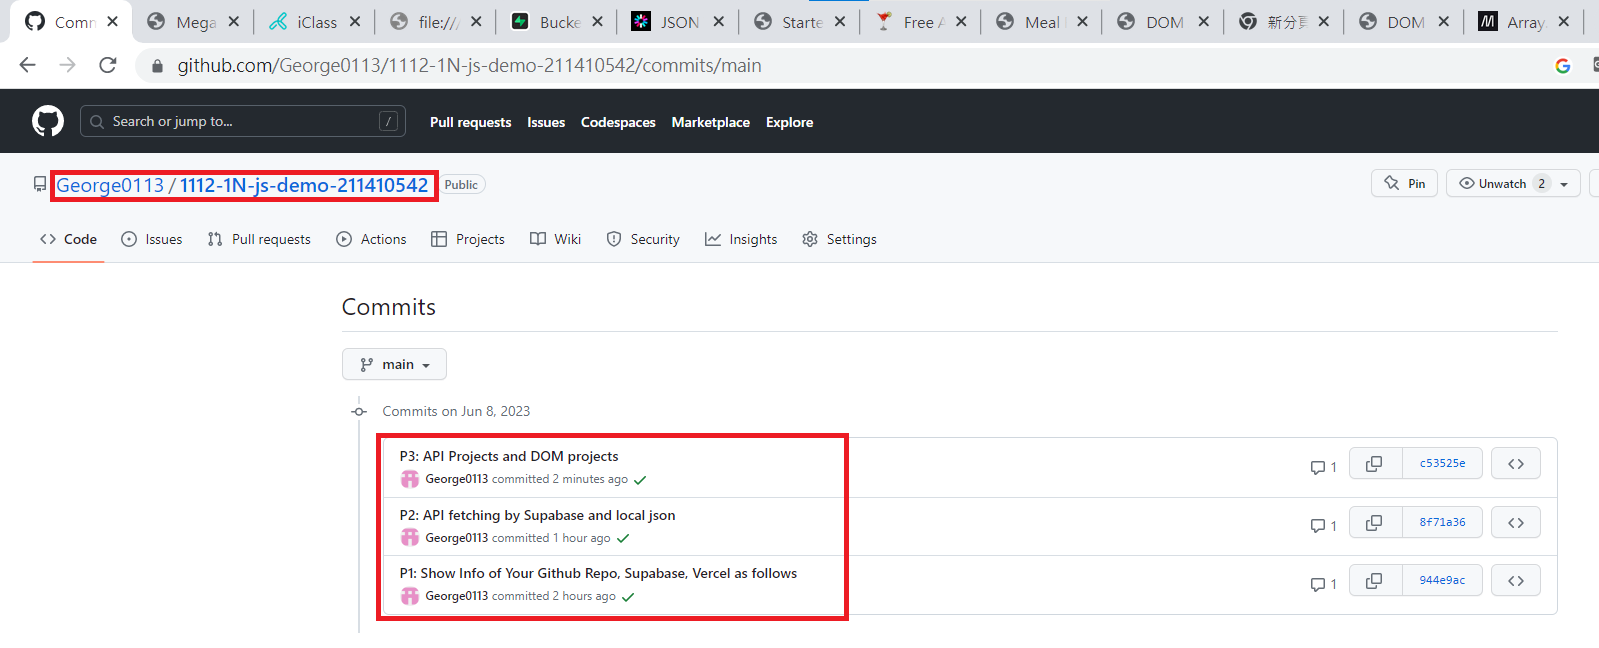 Comm Mega iClass file:/// Bucke JSON Starte Free A Meal DOM 新分頁 DOM Array.
github.com/George0113/1112-1N-js-demo-211410542/commits/main
Search or jump to... / Pull requests Issues Codespaces Marketplace Explore
George0113 / 1112-1N-js-demo-211410542 Public Pin Unwatch 2
Code Issues Pull requests Actions Projects Wiki Security Insights Settings
Commits
main
Commits on Jun 8, 2023
P3: API Projects and DOM projects
George0113 committed 2 minutes ago
1 c53525e
P2: API fetching by Supabase and local json
George0113 committed 1 hour ago
1 8f71a36
P1: Show Info of Your Github Repo, Supabase, Vercel as follows
George0113 committed 2 hours ago
1 944e9ac